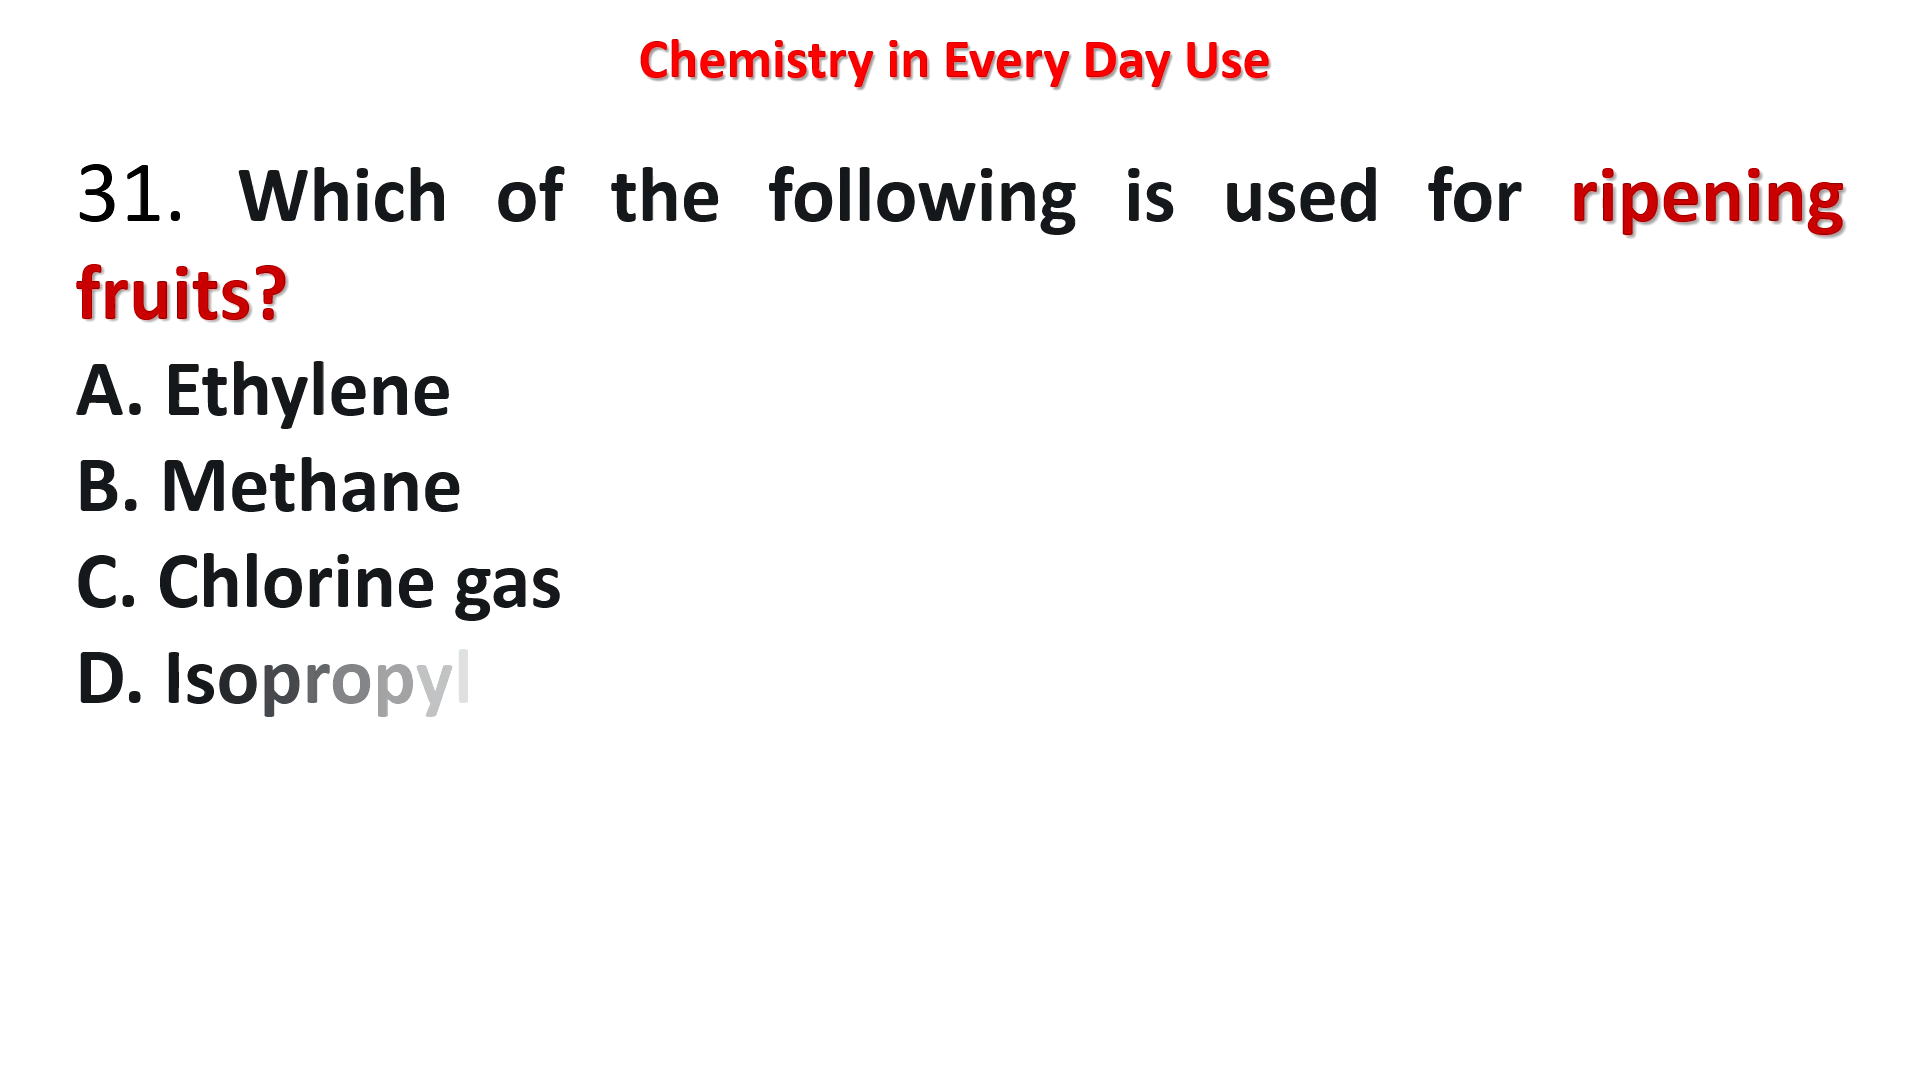 Chemistry in Every Day Use
31. Which of the following is used for ripening
fruits?
A. Ethylene
B. Methane
C. Chlorine gas
D. Isopropyl